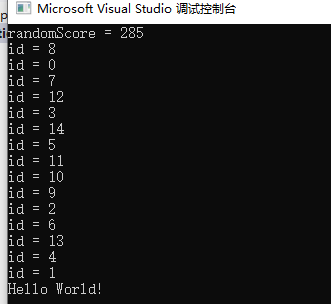 Microsoft Visual Studio 调试控制台
randomScore = 285
id = 8
id = 0
id = 7
id = 12
id = 3
id = 14
id = 5
id = 11
id = 10
id = 9
id = 2
id = 6
id = 13
id = 4
id = 1
Hello World!